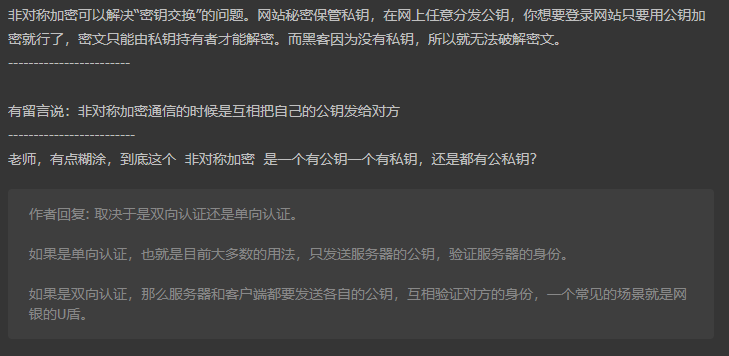 非对称加密可以解决“密钥交换”的问题。网站秘密保管私钥，在网上任意分发公钥，你想要登录网站只要用公钥加
密就行了，密文只能由私钥持有者才能解密。而黑客因为没有私钥，所以就无法破解密文。
------------------------
有留言说：非对称加密通信的时候是互相把自己的公钥发给对方
-------------------------
老师，有点糊涂，到底这个 非对称加密 是一个有公钥一个有私钥，还是都有公私钥？
作者回复: 取决于是双向认证还是单向认证。
如果是单向认证，也就是目前大多数的用法，只发送服务器的公钥，验证服务器的身份。
如果是双向认证，那么服务器和客户端都要发送各自的公钥，互相验证对方的身份，一个常见的场景就是网
银的U盾。